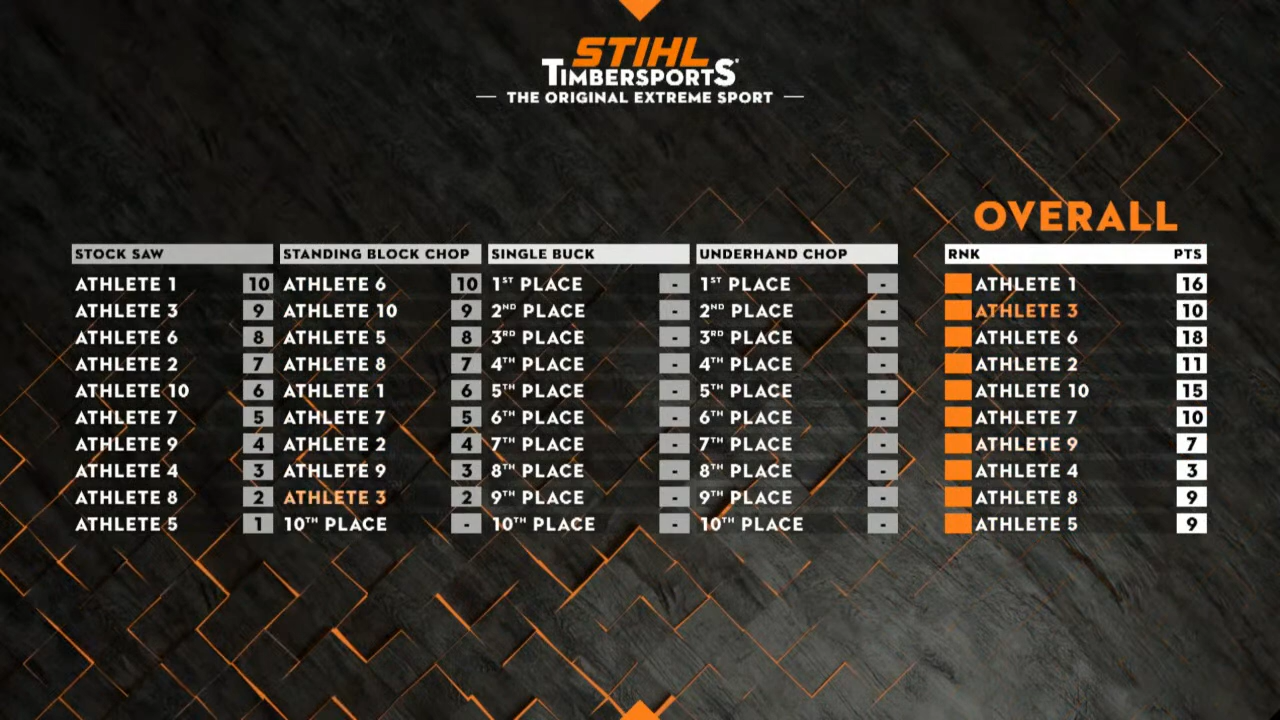 STIHL
TIMBERSPORTS®
THE ORIGINAL EXTREME SPORT
OVERALL
STOCK SAW STANDING BLOCK CHOP SINGLE BUCK UNDERHAND CHOP RNK PTS
ATHLETE 1 10 ATHLETE 6 10 1ST PLACE - 1ST PLACE - ATHLETE 1 16
ATHLETE 3 9 ATHLETE 10 9 2ND PLACE - 2ND PLACE - ATHLETE 3 10
ATHLETE 6 8 ATHLETE 5 8 3RD PLACE - 3RD PLACE - ATHLETE 6 18
ATHLETE 2 7 ATHLETE 8 7 4TH PLACE - 4TH PLACE - ATHLETE 2 11
ATHLETE 10 6 ATHLETE 1 6 5TH PLACE - 5TH PLACE - ATHLETE 10 15
ATHLETE 7 5 ATHLETE 7 5 6TH PLACE - 6TH PLACE - ATHLETE 7 10
ATHLETE 9 4 ATHLETE 2 4 7TH PLACE - 7TH PLACE - ATHLETE 9 7
ATHLETE 4 3 ATHLETE 9 3 8TH PLACE - 8TH PLACE - ATHLETE 4 3
ATHLETE 8 2 ATHLETE 3 2 9TH PLACE - 9TH PLACE - ATHLETE 8 9
ATHLETE 5 1 10TH PLACE - 10TH PLACE - 10TH PLACE - ATHLETE 5 9